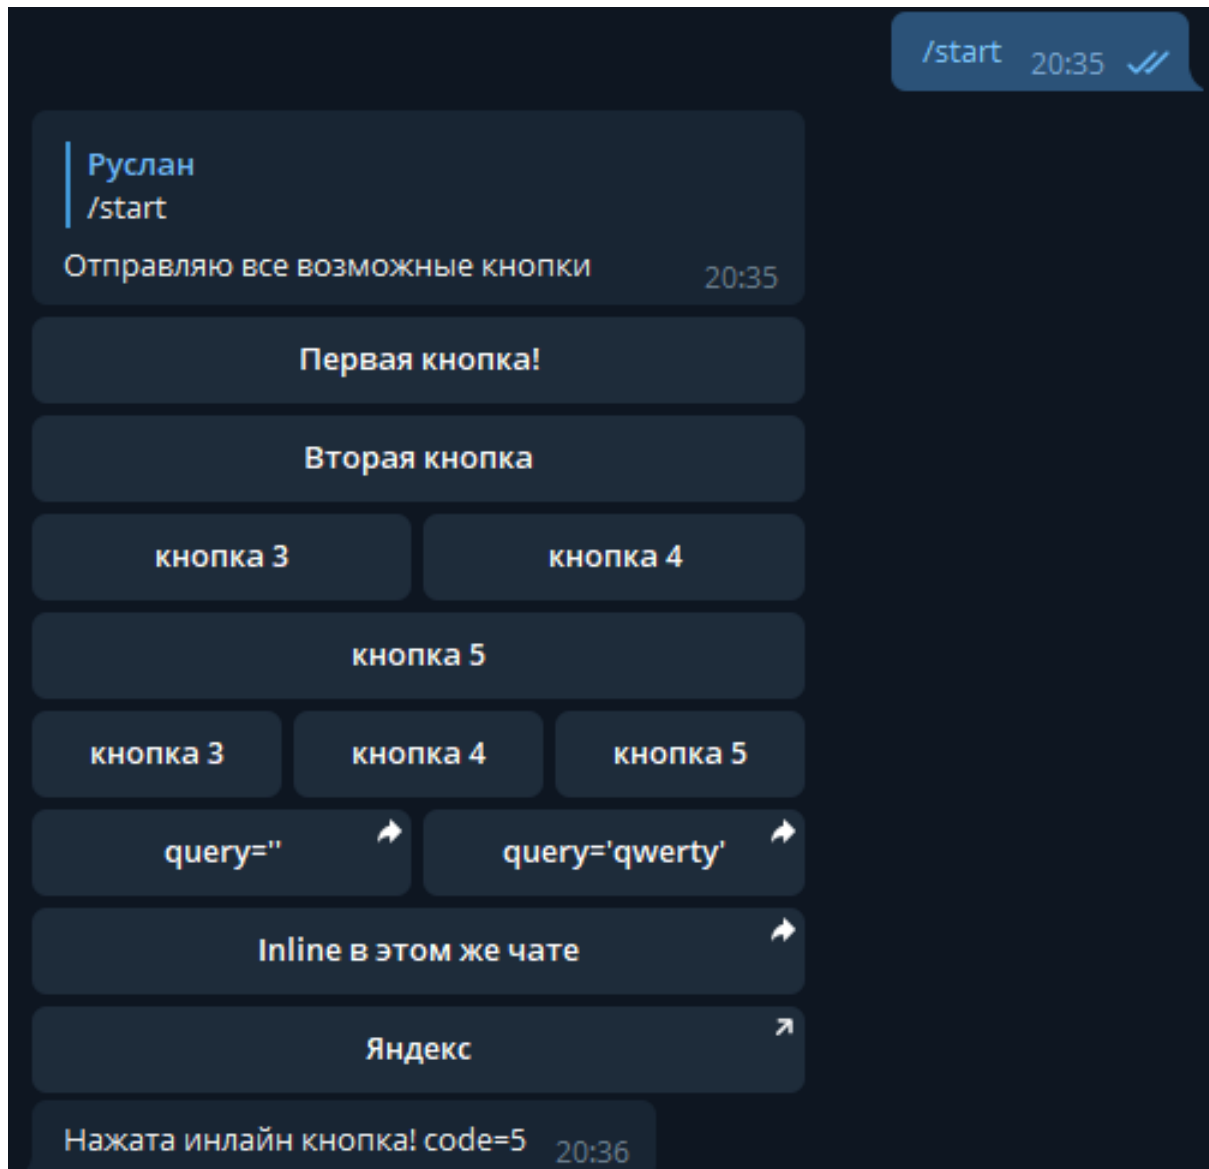 /start 20:35
Руслан
/start
Отправляю все возможные кнопки 20:35
Первая кнопка!
Вторая кнопка
кнопка 3 кнопка 4
кнопка 5
кнопка 3 кнопка 4 кнопка 5
query='' query='qwerty'
Inline в этом же чате
Яндекс
Нажата инлайн кнопка! code=5 20:36